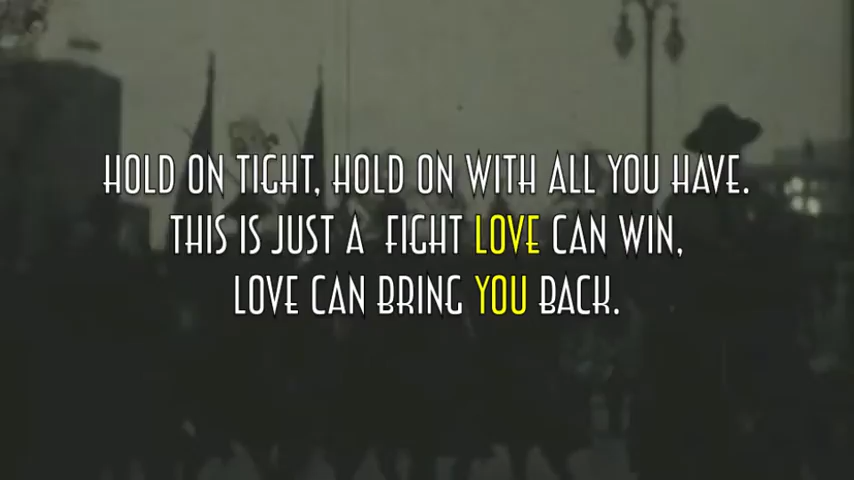 HOLD ON TIGHT, HOLD ON WITH ALL YOU HAVE.
THIS IS JUST A FIGHT LOVE CAN WIN,
LOVE CAN BRING YOU BACK.